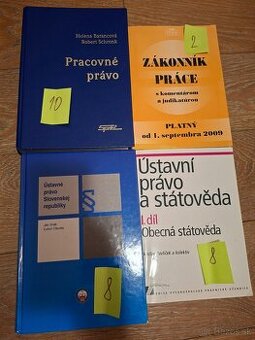 Helena Barancová
Robert Schronk
Pracovné
právo
10
2
ZÁKONNÍK
PRÁCE
s komentárom
a judikatúrou
PLATNÝ
od 1. septembra 2009
Ústavné právo
Slovenskej
republiky
§
8
Ústavní
právo
a státověda
I. díl
Obecná státověda
8